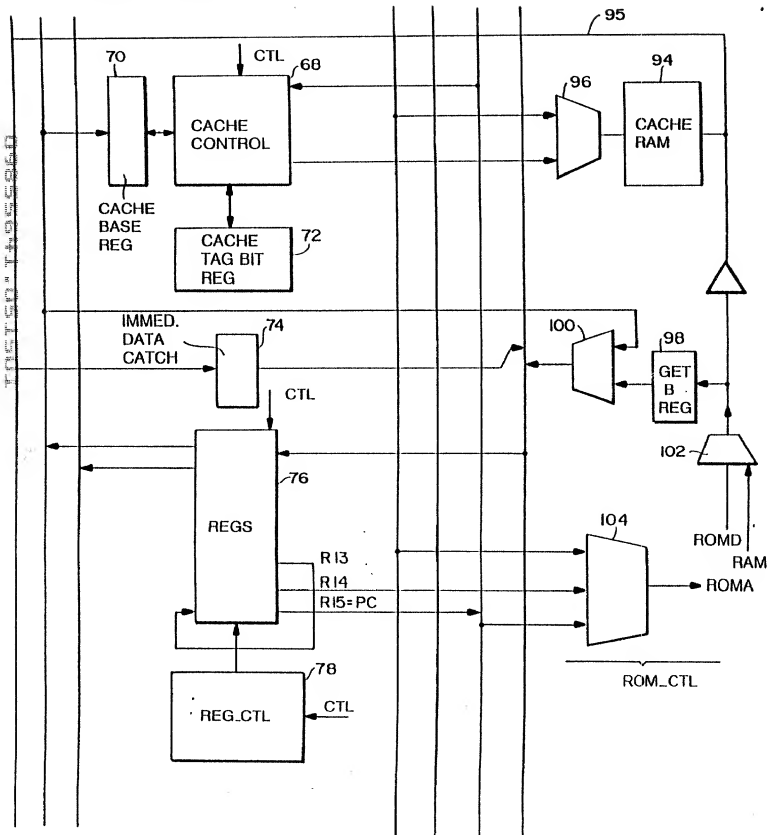 95
70
CTL
68
94
96
CACHE
CONTROL
CACHE
RAM
CACHE
BASE
REG
CACHE
TAG BIT
REG
72
IMMED.
DATA
CATCH
74
100
98
GET
B
REG
CTL
76
102
REGS
104
ROMD
RAM
R13
R14
ROMA
R15=PC
78
ROM_CTL
REG_CTL
CTL